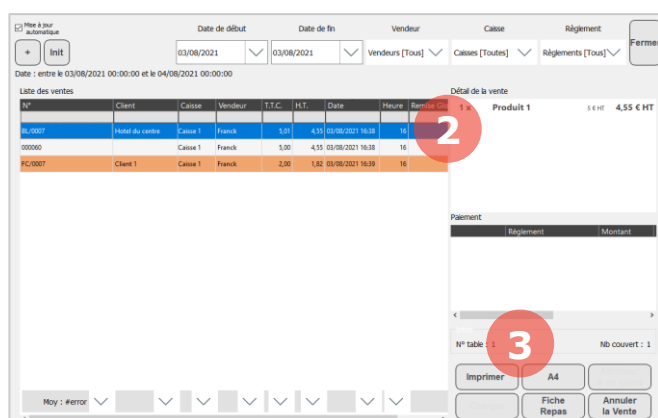 Mise à jour automatique
Date de début
Date de fin
Vendeur
Caisse
Règlement
Fermer
+
Init
03/08/2021
03/08/2021
Vendeurs [Tous]
Caisses [Toutes]
Règlements [Tous]
Date : entre le 03/08/2021 00:00:00 et le 04/08/2021 00:00:00
Liste des ventes
Détail de la vente
N° Client Caisse Vendeur T.T.C. H.T. Date Heure Remise Glo
BL/0007 Hotel du centre Caisse 1 Franck 5,01 4,55 03/08/2021 16:38 16
000060 Caisse 1 Franck 5,00 4,55 03/08/2021 16:38 16
FC/0007 Client 1 Caisse 1 Franck 2,00 1,82 03/08/2021 16:39 16
2
1 x Produit 1 5 € HT 4,55 € HT
Paiement
Règlement Montant
N° table : 1
Nb couvert : 1
3
Imprimer
A4
Fiche Repas
Annuler la Vente
Moy : #error